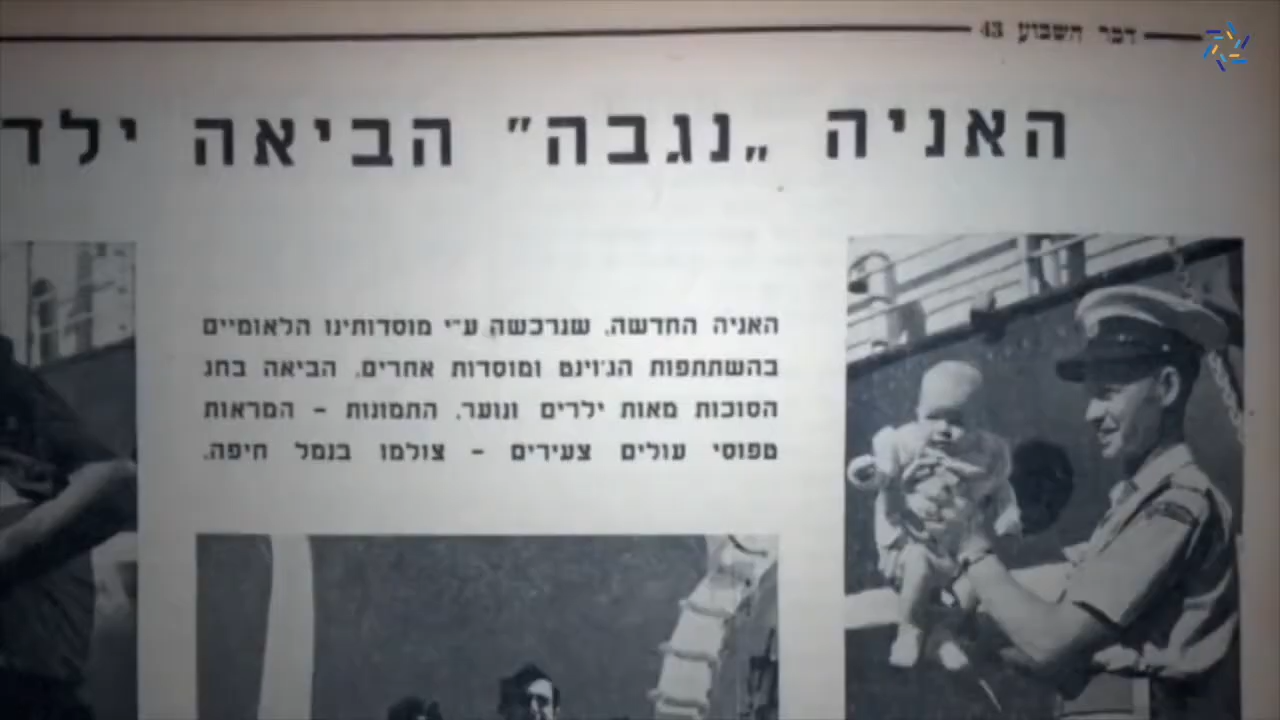 דבר השבוע 43
האניה „נגבה" הביאה ילד
האניה החדשה, שנרכשה ע״י מוסדותינו הלאומיים
בהשתתפות הג'וינט ומוסדות אחרים, הביאה בחג
הסוכות מאות ילדים ונוער. התמונות – המראות
טפוסי עולים צעירים – צולמו בנמל חיפה.